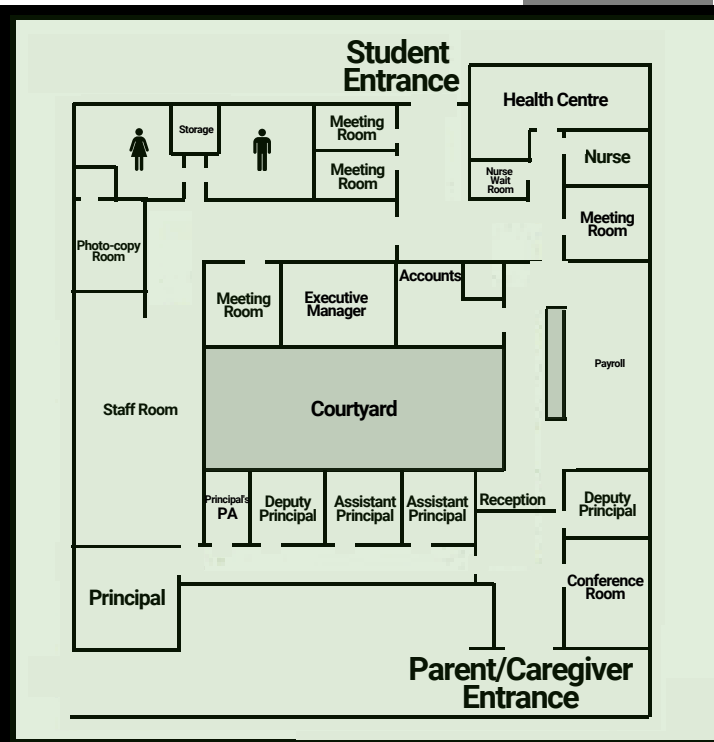 Student
Entrance
Health Centre
Storage
Meeting
Room
Meeting
Room
Nurse
Nurse
Wait
Room
Meeting
Room
Photo-copy
Room
Accounts
Meeting
Room
Executive
Manager
Payroll
Staff Room
Courtyard
Principal's
PA
Deputy
Principal
Assistant
Principal
Assistant
Principal
Reception
Deputy
Principal
Principal
Conference
Room
Parent/Caregiver
Entrance